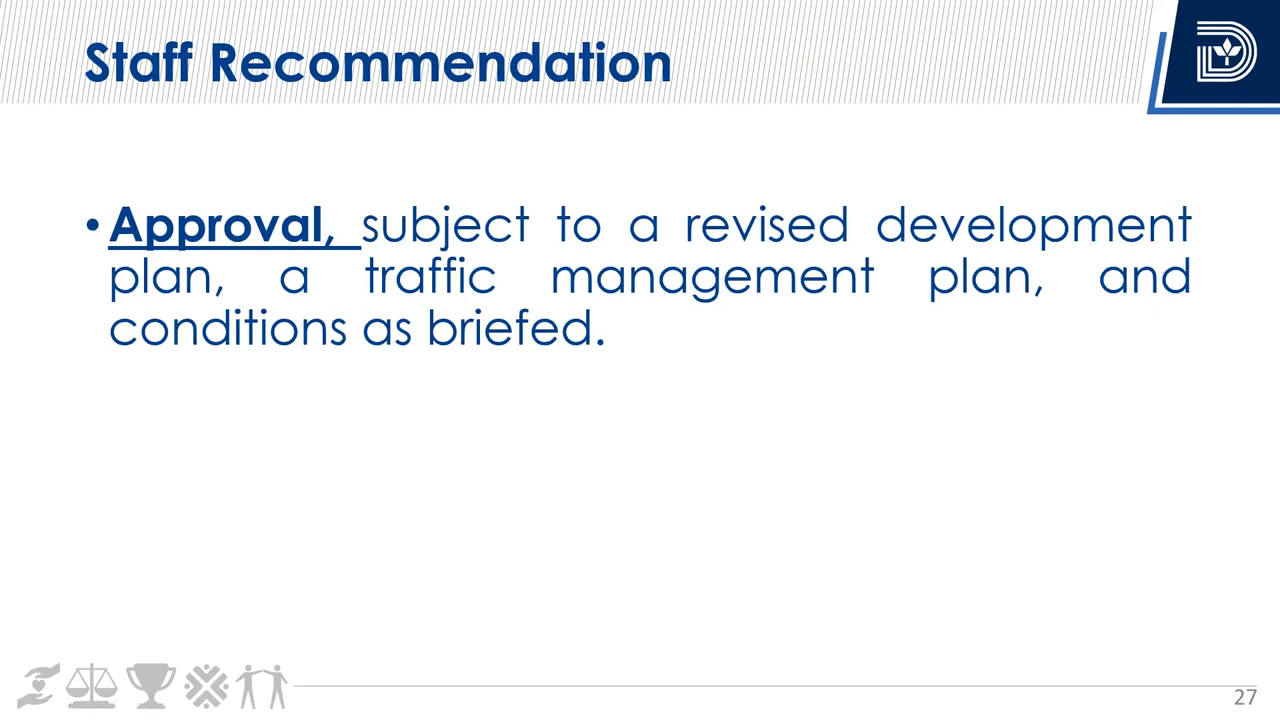 Staff Recommendation
• Approval, subject to a revised development
plan, a traffic management plan, and
conditions as briefed.
27